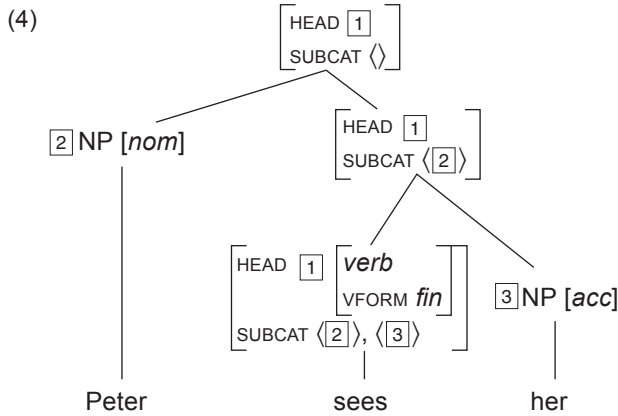 (4)
HEAD 1
SUBCAT ⟨⟩
2 NP [nom]
HEAD 1
SUBCAT ⟨2⟩
HEAD 1 verb
VFORM fin
SUBCAT ⟨2⟩, ⟨3⟩
3 NP [acc]
Peter sees her